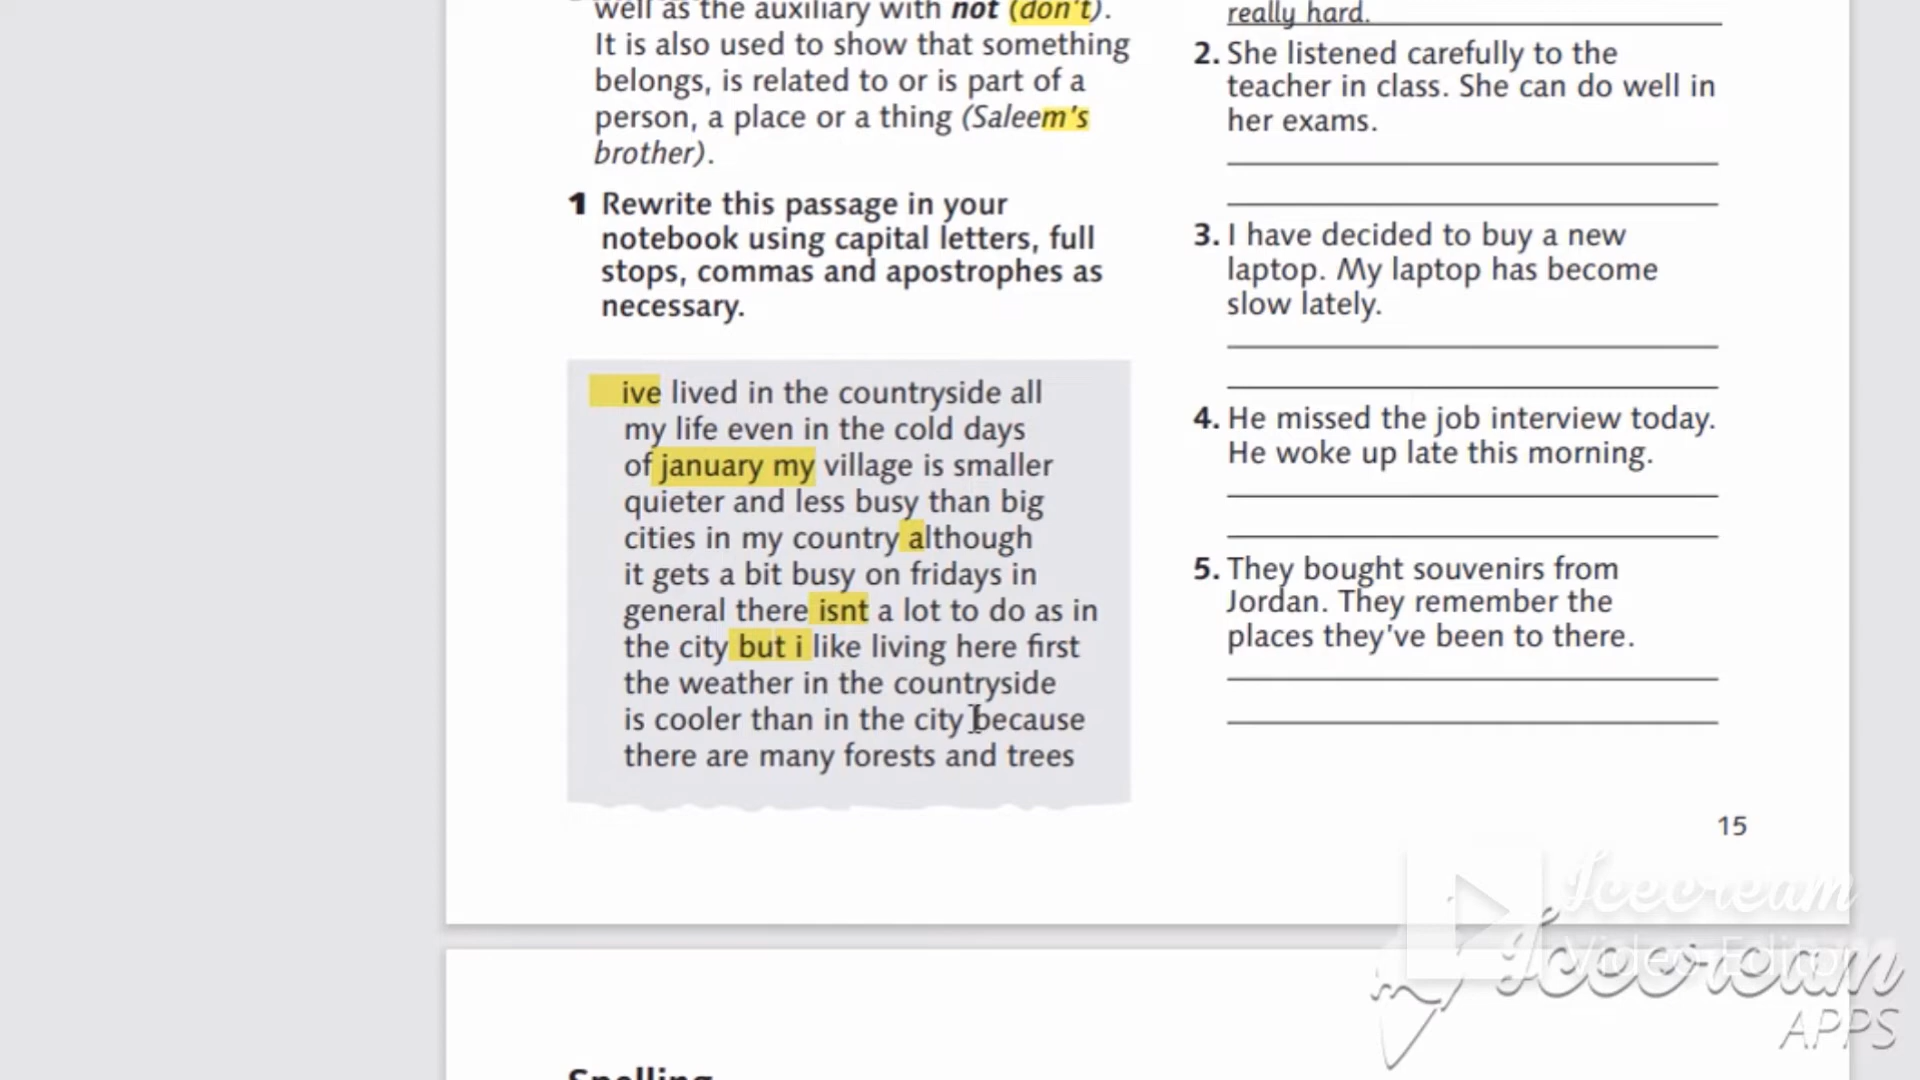 well as the auxiliary with not (don't).
It is also used to show that something
belongs, is related to or is part of a
person, a place or a thing (Saleem's
brother).
1 Rewrite this passage in your
notebook using capital letters, full
stops, commas and apostrophes as
necessary.
ive lived in the countryside all
my life even in the cold days
of january my village is smaller
quieter and less busy than big
cities in my country although
it gets a bit busy on fridays in
general there isnt a lot to do as in
the city but i like living here first
the weather in the countryside
is cooler than in the city because
there are many forests and trees
really hard.
2. She listened carefully to the
teacher in class. She can do well in
her exams.
3. I have decided to buy a new
laptop. My laptop has become
slow lately.
4. He missed the job interview today.
He woke up late this morning.
5. They bought souvenirs from
Jordan. They remember the
places they've been to there.
15
Spelling
Icecream
Video Editor
Icecream
APPS